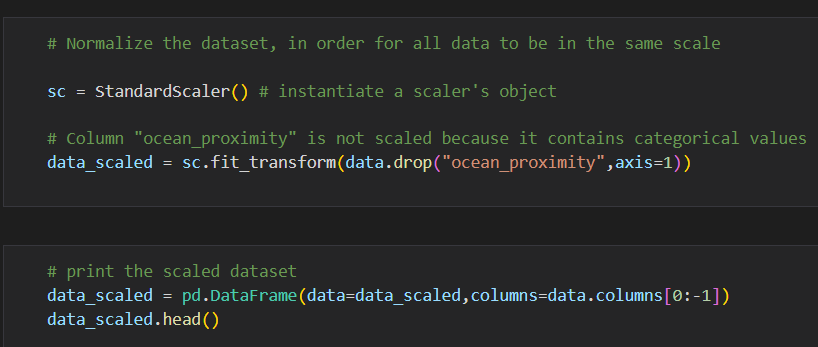 # Normalize the dataset, in order for all data to be in the same scale
sc = StandardScaler() # instantiate a scaler's object
# Column "ocean_proximity" is not scaled because it contains categorical values
data_scaled = sc.fit_transform(data.drop("ocean_proximity",axis=1))
# print the scaled dataset
data_scaled = pd.DataFrame(data=data_scaled,columns=data.columns[0:-1])
data_scaled.head()